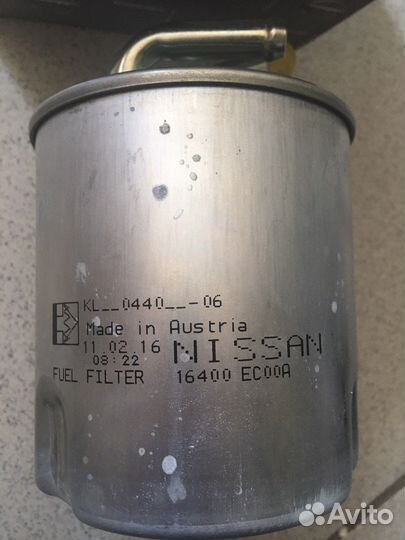 KL__0440__-06
Made in Austria
11.02.16 NISSAN
08:22
FUEL FILTER 16400 EC00A
Avito